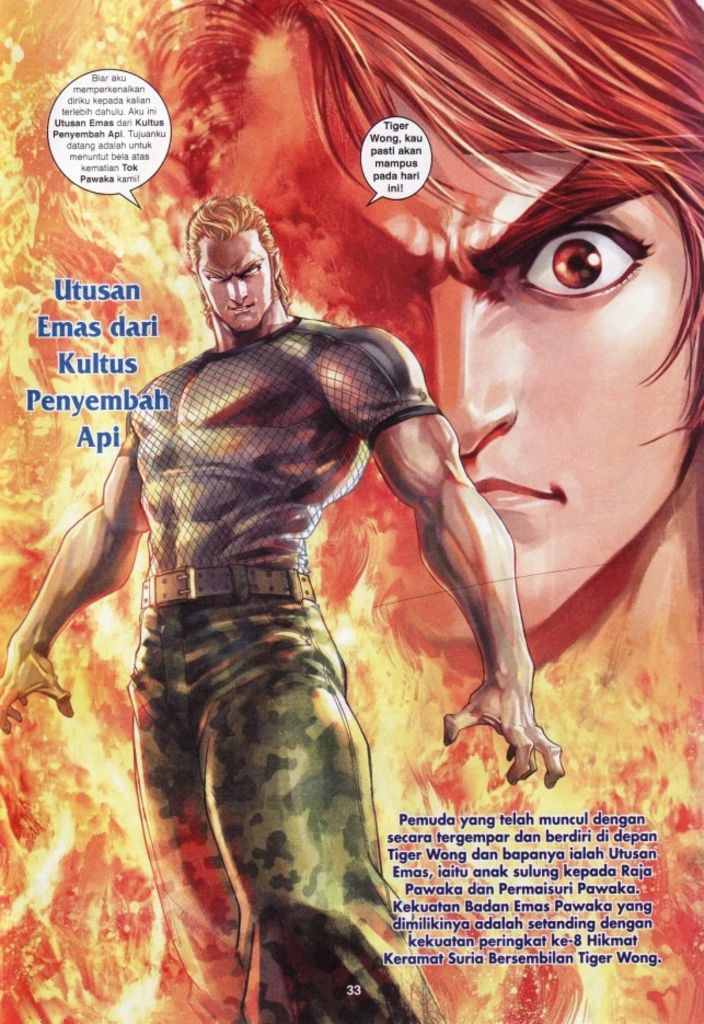 Biar aku
memperkenalkan
diriku kepada kalian
terlebih dahulu. Aku ini
Utusan Emas dari Kultus
Penyembah Api. Tujuanku
datang adalah untuk
menuntut bela atas
kematian Tok
Pawaka kami!
Tiger
Wong, kau
pasti akan
mampus
pada hari
ini!
Utusan
Emas dari
Kultus
Penyembah
Api
Pemuda yang telah muncul dengan
secara tergempar dan berdiri di depan
Tiger Wong dan bapanya ialah Utusan
Emas, iaitu anak sulung kepada Raja
Pawaka dan Permaisuri Pawaka.
Kekuatan Badan Emas Pawaka yang
dimilikinya adalah setanding dengan
kekuatan peringkat ke-8 Hikmat
Keramat Suria Bersembilan Tiger Wong.
33